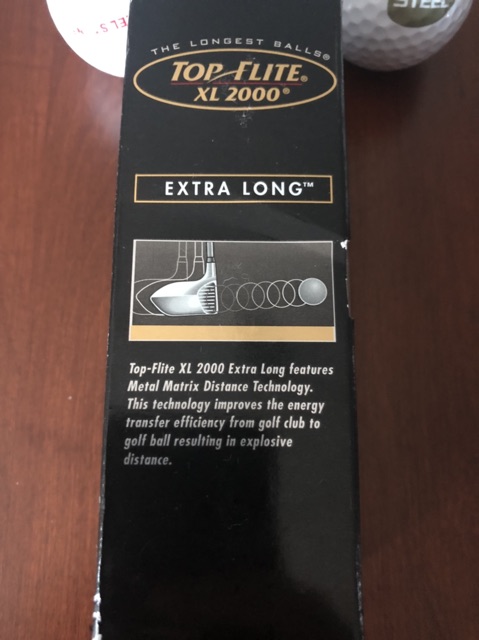 STEEL
THE LONGEST BALLS®
TOP-FLITE®
XL 2000®
EXTRA LONG™
Top-Flite XL 2000 Extra Long features
Metal Matrix Distance Technology.
This technology improves the energy
transfer efficiency from golf club to
golf ball resulting in explosive
distance.